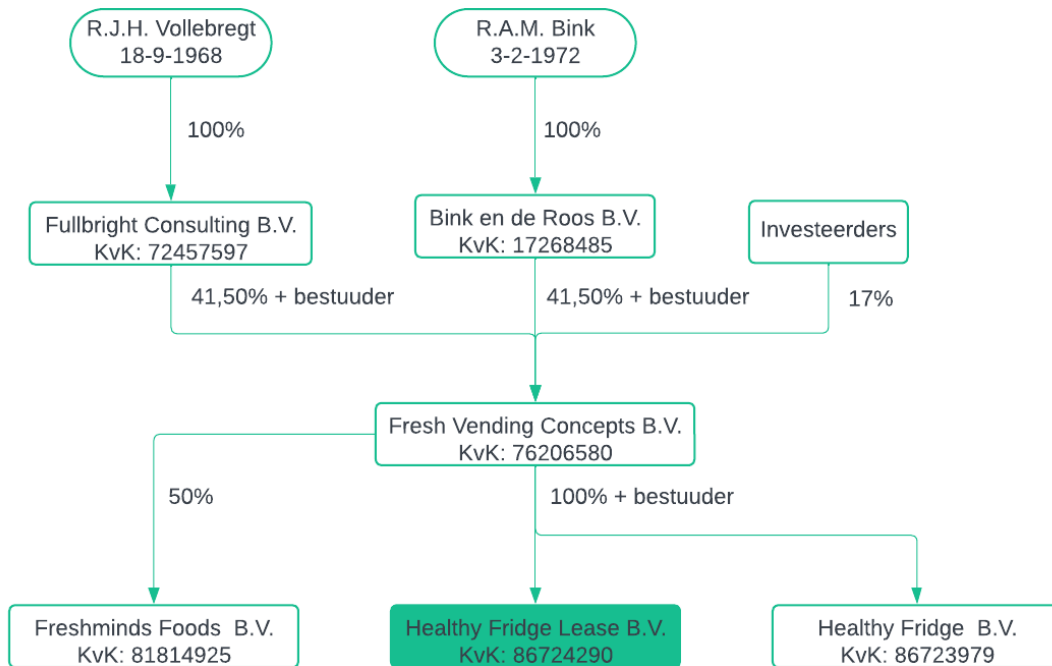 R.J.H. Vollebregt
18-9-1968
R.A.M. Bink
3-2-1972
100%
100%
Fullbright Consulting B.V.
KvK: 72457597
Bink en de Roos B.V.
KvK: 17268485
Investeerders
41,50% + bestuuder
41,50% + bestuuder
17%
Fresh Vending Concepts B.V.
KvK: 76206580
50%
100% + bestuuder
Freshminds Foods B.V.
KvK: 81814925
Healthy Fridge Lease B.V.
KvK: 86724290
Healthy Fridge B.V.
KvK: 86723979